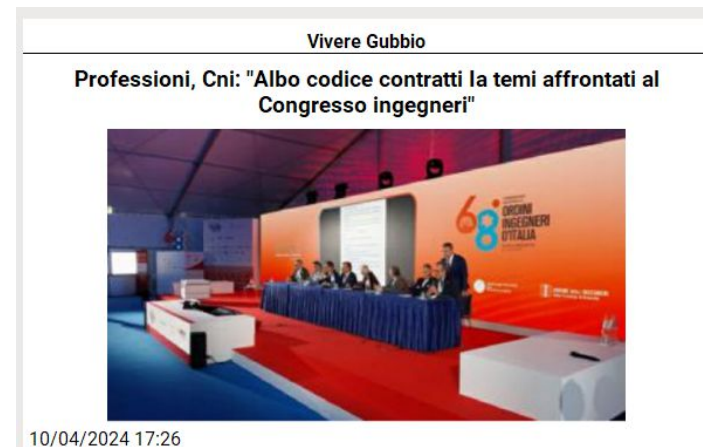 Vivere Gubbio
Professioni, Cni: "Albo codice contratti Ia temi affrontati al
Congresso ingegneri"
68°
ORDINI
INGEGNERI
D'ITALIA
10/04/2024 17:26